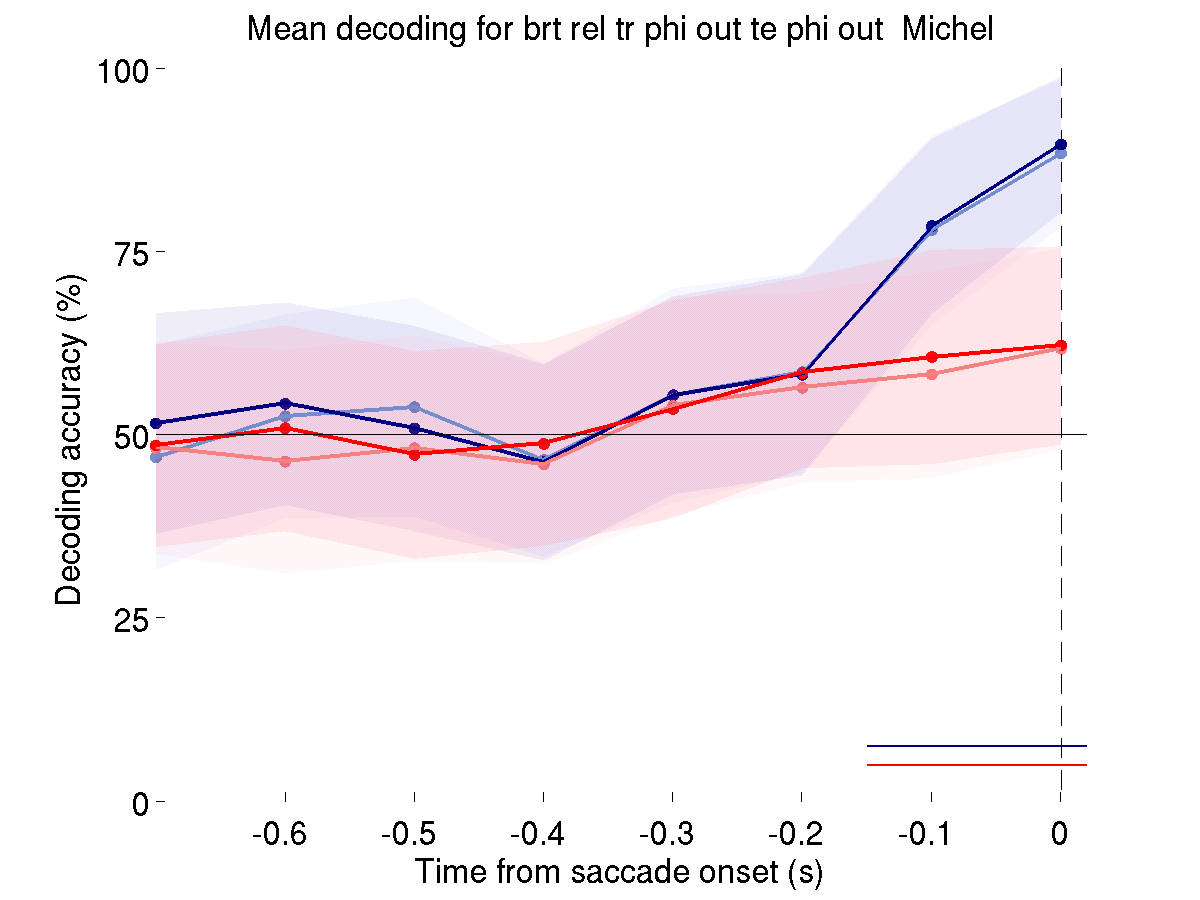 Mean decoding for brt rel tr phi out te phi out  Michel
100
75
50
25
0
Decoding accuracy (%)
-0.6 -0.5 -0.4 -0.3 -0.2 -0.1 0
Time from saccade onset (s)